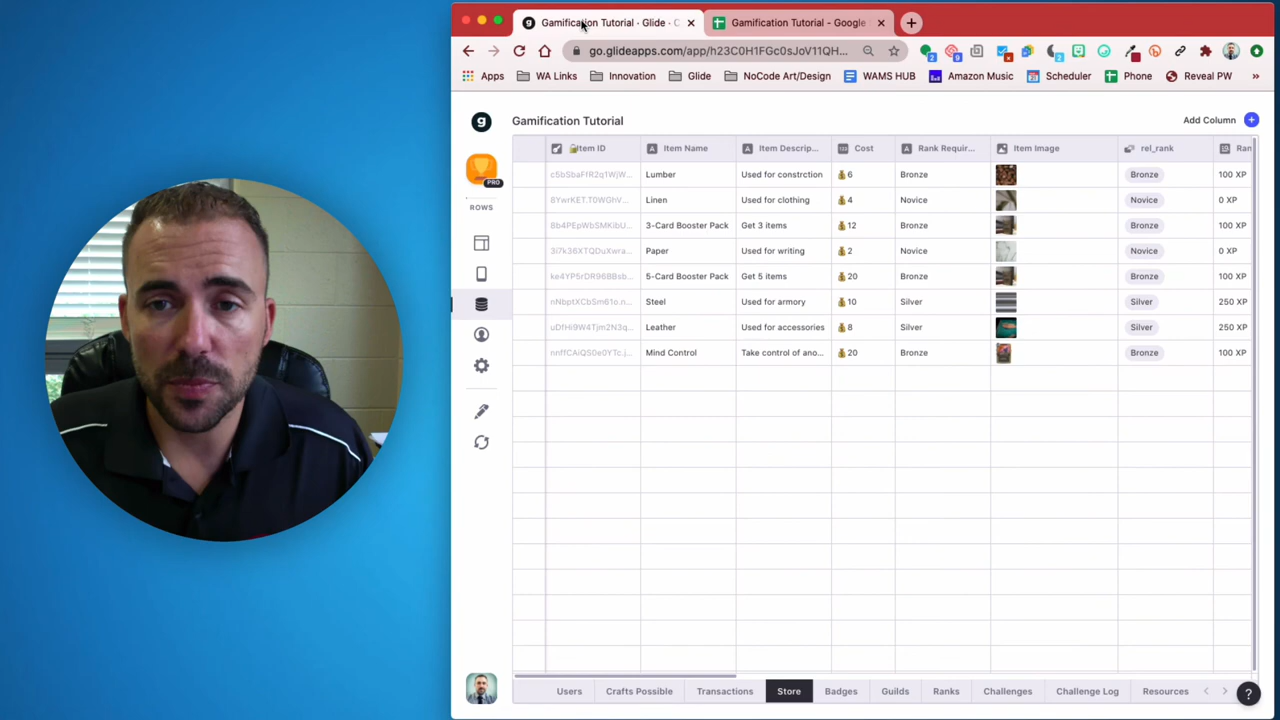 Gamification Tutorial · Glide · C
Gamification Tutorial - Google
go.glideapps.com/app/h23C0H1FGc0sJoV11QH...
2
9
2
Apps
WA Links
Innovation
Glide
NoCode Art/Design
WAMS HUB
Amazon Music
Scheduler
Phone
Reveal PW
»
g
Gamification Tutorial
Add Column
PRO
ROWS
Item ID
Item Name
Item Descrip...
Cost
Rank Requir...
Item Image
rel_rank
Ran
Lumber Used for constrction 6 Bronze Bronze 100 XP
Linen Used for clothing 4 Novice Novice 0 XP
3-Card Booster Pack Get 3 items 12 Bronze Bronze 100 XP
Paper Used for writing 2 Novice Novice 0 XP
5-Card Booster Pack Get 5 items 20 Bronze Bronze 100 XP
Steel Used for armory 10 Silver Silver 250 XP
Leather Used for accessories 8 Silver Silver 250 XP
Mind Control Take control of ano... 20 Bronze Bronze 100 XP
Users
Crafts Possible
Transactions
Store
Badges
Guilds
Ranks
Challenges
Challenge Log
Resources
?